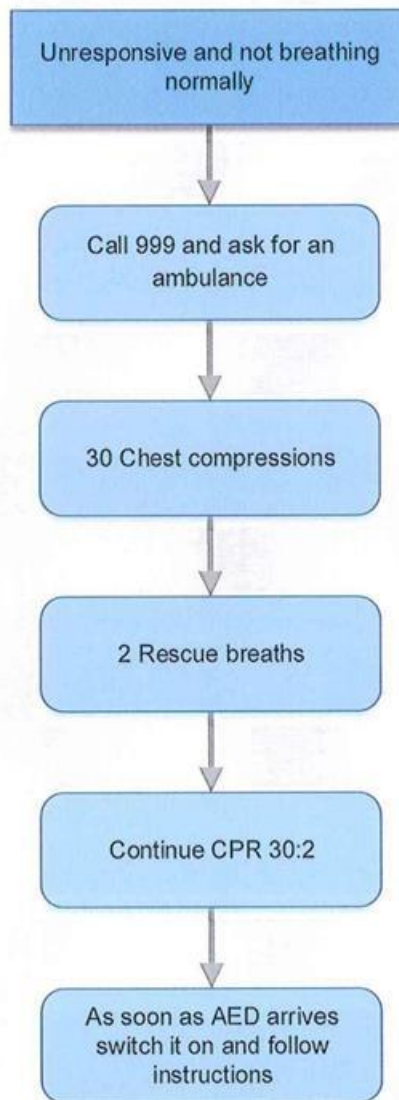 Unresponsive and not breathing
normally
Call 999 and ask for an
ambulance
30 Chest compressions
2 Rescue breaths
Continue CPR 30:2
As soon as AED arrives
switch it on and follow
instructions